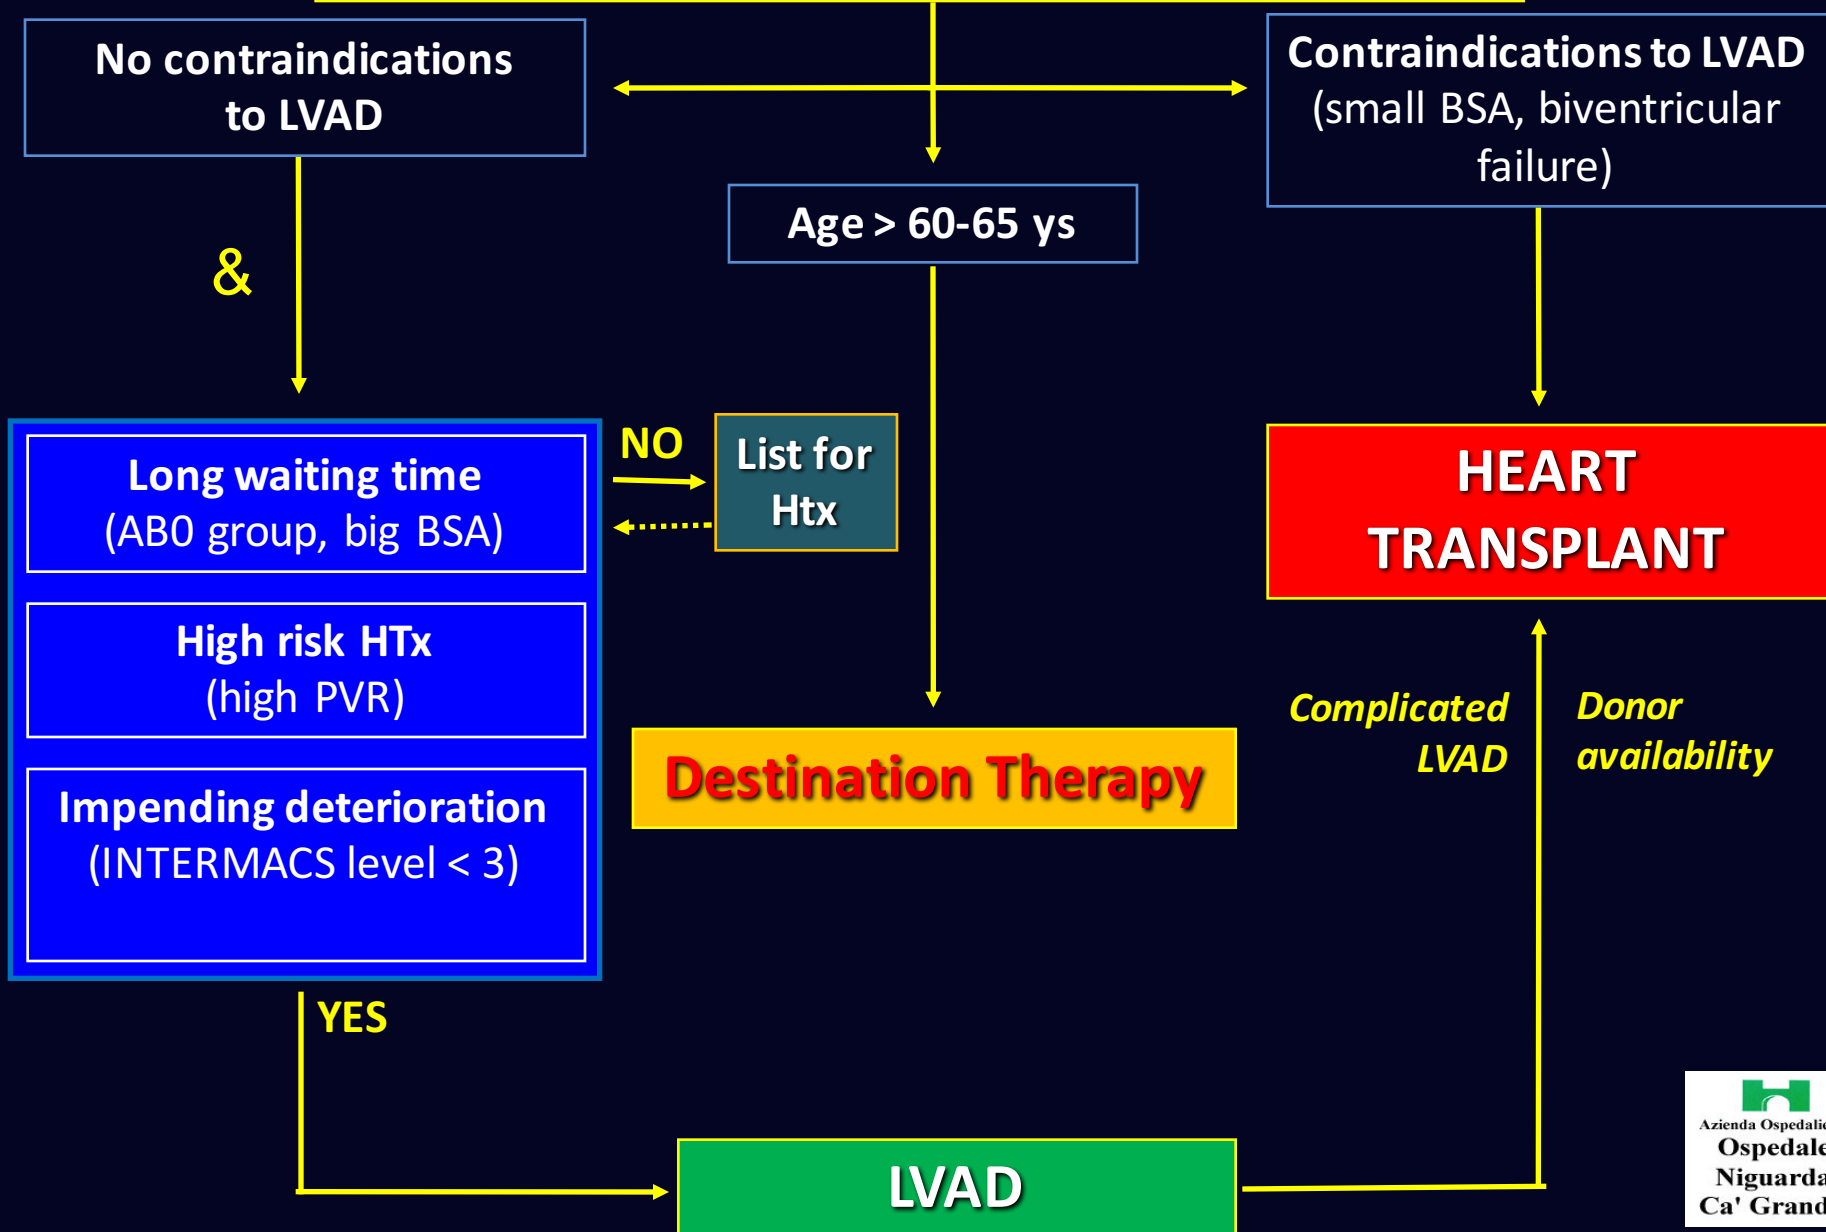 No contraindications
to LVAD
Contraindications to LVAD
(small BSA, biventricular
failure)
Age > 60-65 ys
&
Long waiting time
(AB0 group, big BSA)
NO
List for
Htx
High risk HTx
(high PVR)
Impending deterioration
(INTERMACS level < 3)
HEART
TRANSPLANT
Destination Therapy
Complicated
LVAD
Donor
availability
YES
LVAD
Azienda Ospedalie
Ospedale
Niguarda
Ca' Grand